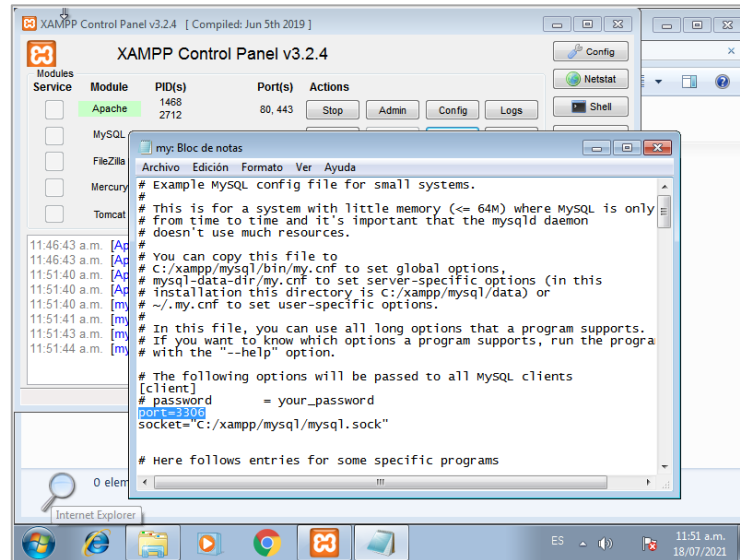 XAMPP Control Panel v3.2.4 [ Compiled: Jun 5th 2019 ]
XAMPP Control Panel v3.2.4
Config
Modules
Service Module PID(s) Port(s) Actions
Netstat
Apache 1468 2712 80, 443 Stop Admin Config Logs
Shell
MySQL
FileZilla
Mercury
Tomcat
11:46:43 a.m. [Ap
11:46:43 a.m. [Ap
11:51:40 a.m. [Ap
11:51:40 a.m. [Ap
11:51:40 a.m. [my
11:51:41 a.m. [my
11:51:43 a.m. [my
11:51:44 a.m. [my
my: Bloc de notas
Archivo Edición Formato Ver Ayuda
# Example MySQL config file for small systems.
#
# This is for a system with little memory (<= 64M) where MySQL is only
# from time to time and it's important that the mysqld daemon
# doesn't use much resources.
#
# You can copy this file to
# C:/xampp/mysql/bin/my.cnf to set global options,
# mysql-data-dir/my.cnf to set server-specific options (in this
# installation this directory is C:/xampp/mysql/data) or
# ~/.my.cnf to set user-specific options.
#
# In this file, you can use all long options that a program supports.
# If you want to know which options a program supports, run the progra
# with the "--help" option.
# The following options will be passed to all MySQL clients
[client]
# password = your_password
port=3306
socket="C:/xampp/mysql/mysql.sock"
# Here follows entries for some specific programs
0 elem
Internet Explorer
ES
11:51 a.m.
18/07/2021